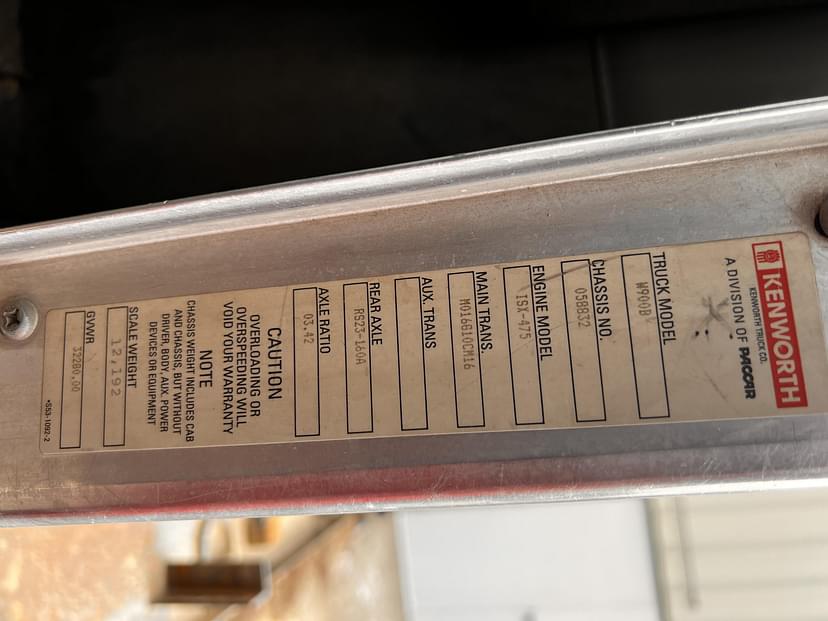 KENWORTH
KENWORTH TRUCK CO.
A DIVISION OF PACCAR
TRUCK MODEL
W900B
CHASSIS NO.
058832
ENGINE MODEL
ISX-475
MAIN TRANS.
MO16G10CM16
AUX. TRANS
REAR AXLE
RS23-160A
AXLE RATIO
03.42
CAUTION
OVERLOADING OR
OVERSPEEDING WILL
VOID YOUR WARRANTY
NOTE
CHASSIS WEIGHT INCLUDES CAB
AND CHASSIS, BUT WITHOUT
DRIVER, BODY, AUX. POWER
DEVICES OR EQUIPMENT
SCALE WEIGHT
12,192
GVWR
52280.00
•S53-1092-2